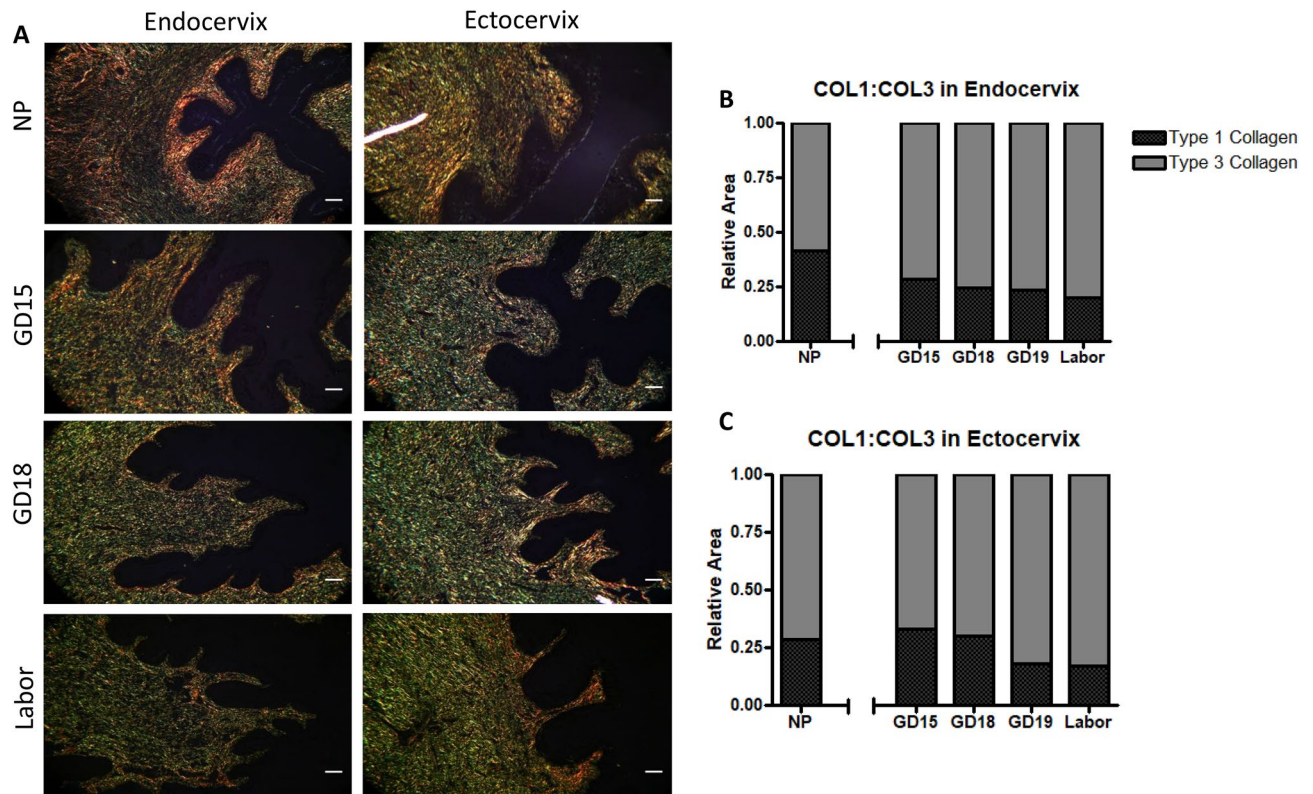 Endocervix
Ectocervix
A
NP
GD15
GD18
Labor
B
COL1:COL3 in Endocervix
Relative Area
1.00
0.75
0.50
0.25
0.00
NP
GD15
GD18
GD19
Labor
Type 1 Collagen
Type 3 Collagen
C
COL1:COL3 in Ectocervix
Relative Area
1.00
0.75
0.50
0.25
0.00
NP
GD15
GD18
GD19
Labor